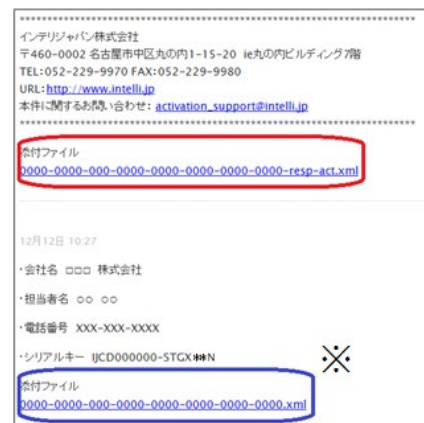 ************************************************************************
インテリジャパン株式会社
〒460-0002 名古屋市中区丸の内1-15-20 ie丸の内ビルディング7階
TEL:052-229-9970 FAX:052-229-9980
URL:http://www.intelli.jp
本件に関するお問い合わせ: activation_support@intelli.jp
************************************************************************
添付ファイル
0000-0000-000-0000-0000-0000-0000-0000-resp-act.xml
12月12日 10:27
・会社名 □□□ 株式会社
・担当者名 ○○ ○○
・電話番号 XXX-XXX-XXXX
・シリアルキー IJCD000000-STGX**N
※
添付ファイル
0000-0000-000-0000-0000-0000-0000-0000.xml